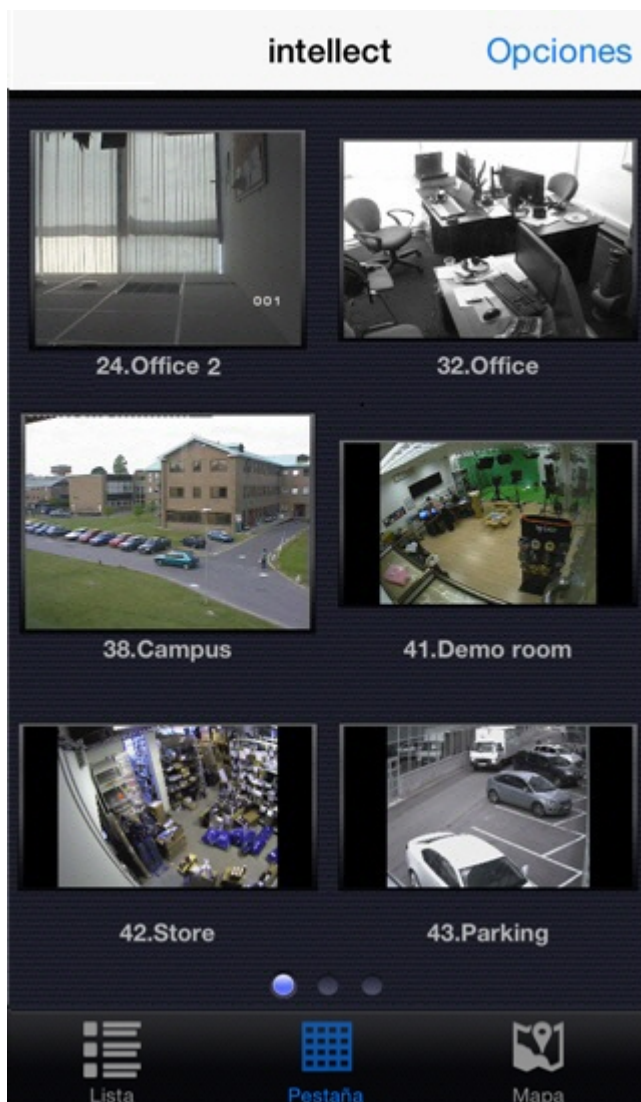 intellect
Opciones
001
24.Office 2
32.Office
38.Campus
41.Demo room
42.Store
43.Parking
Lista
Pestaña
Mapa